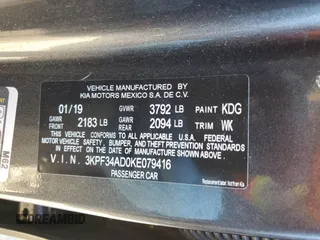 VEHICLE MANUFACTURED BY
KIA MOTORS MEXICO S.A. DE C.V.
01/19 GVWR 3792 LB PAINT KDG
GAWR FRONT 2183 LB GAWR REAR 2094 LB TRIM WK
THIS VEHICLE CONFORMS TO ALL APPLICABLE U.S.A. FEDERAL
MOTOR VEHICLE SAFETY, BUMPER, AND THEFT PREVENTION STANDARDS
IN EFFECT ON THE DATE OF MANUFACTURE SHOWN ABOVE.
V.I.N. 3KPF34AD0KE079416
PASSENGER CAR
M62
DREAMBID